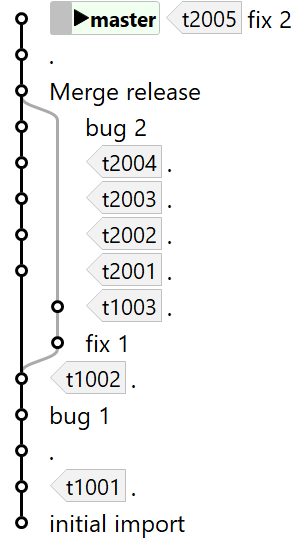 master t2005 fix 2
.
Merge release
bug 2
t2004 .
t2003 .
t2002 .
t2001 .
t1003 .
fix 1
t1002 .
bug 1
.
t1001 .
initial import